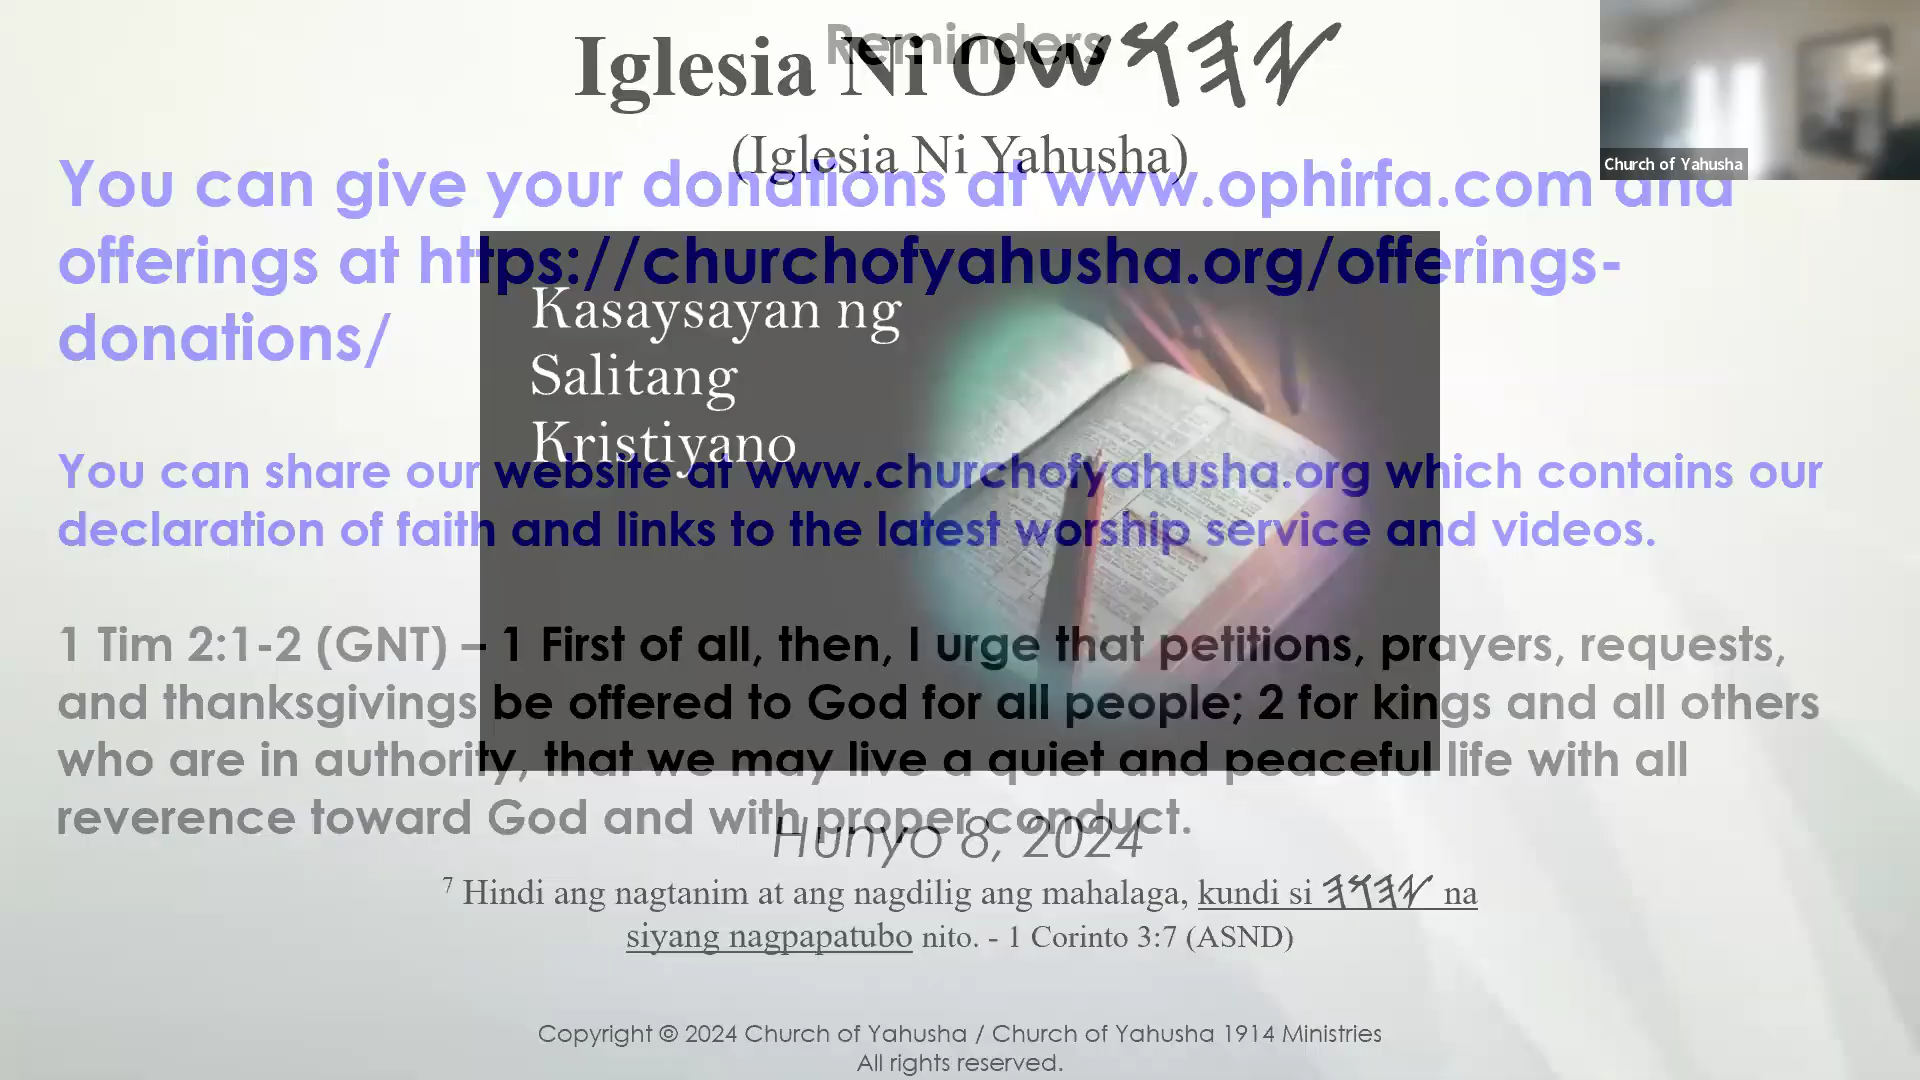 Reminders
Iglesia Ni O𐤅𐤔𐤅𐤄𐤉
(Iglesia Ni Yahusha)
Church of Yahusha
You can give your donations at www.ophirfa.com and
offerings at https://churchofyahusha.org/offerings-
donations/
Kasaysayan ng
Salitang
Kristiyano
You can share our website at www.churchofyahusha.org which contains our
declaration of faith and links to the latest worship service and videos.
1 Tim 2:1-2 (GNT) – 1 First of all, then, I urge that petitions, prayers, requests,
and thanksgivings be offered to God for all people; 2 for kings and all others
who are in authority, that we may live a quiet and peaceful life with all
reverence toward God and with proper conduct.
Hunyo 8, 2024
7 Hindi ang nagtanim at ang nagdilig ang mahalaga, kundi si 𐤉𐤄𐤅𐤄 na
siyang nagpapatubo nito. - 1 Corinto 3:7 (ASND)
Copyright © 2024 Church of Yahusha / Church of Yahusha 1914 Ministries
All rights reserved.